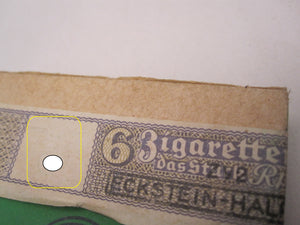 6 Zigarette
das Stück
ECKSTEIN-HAL